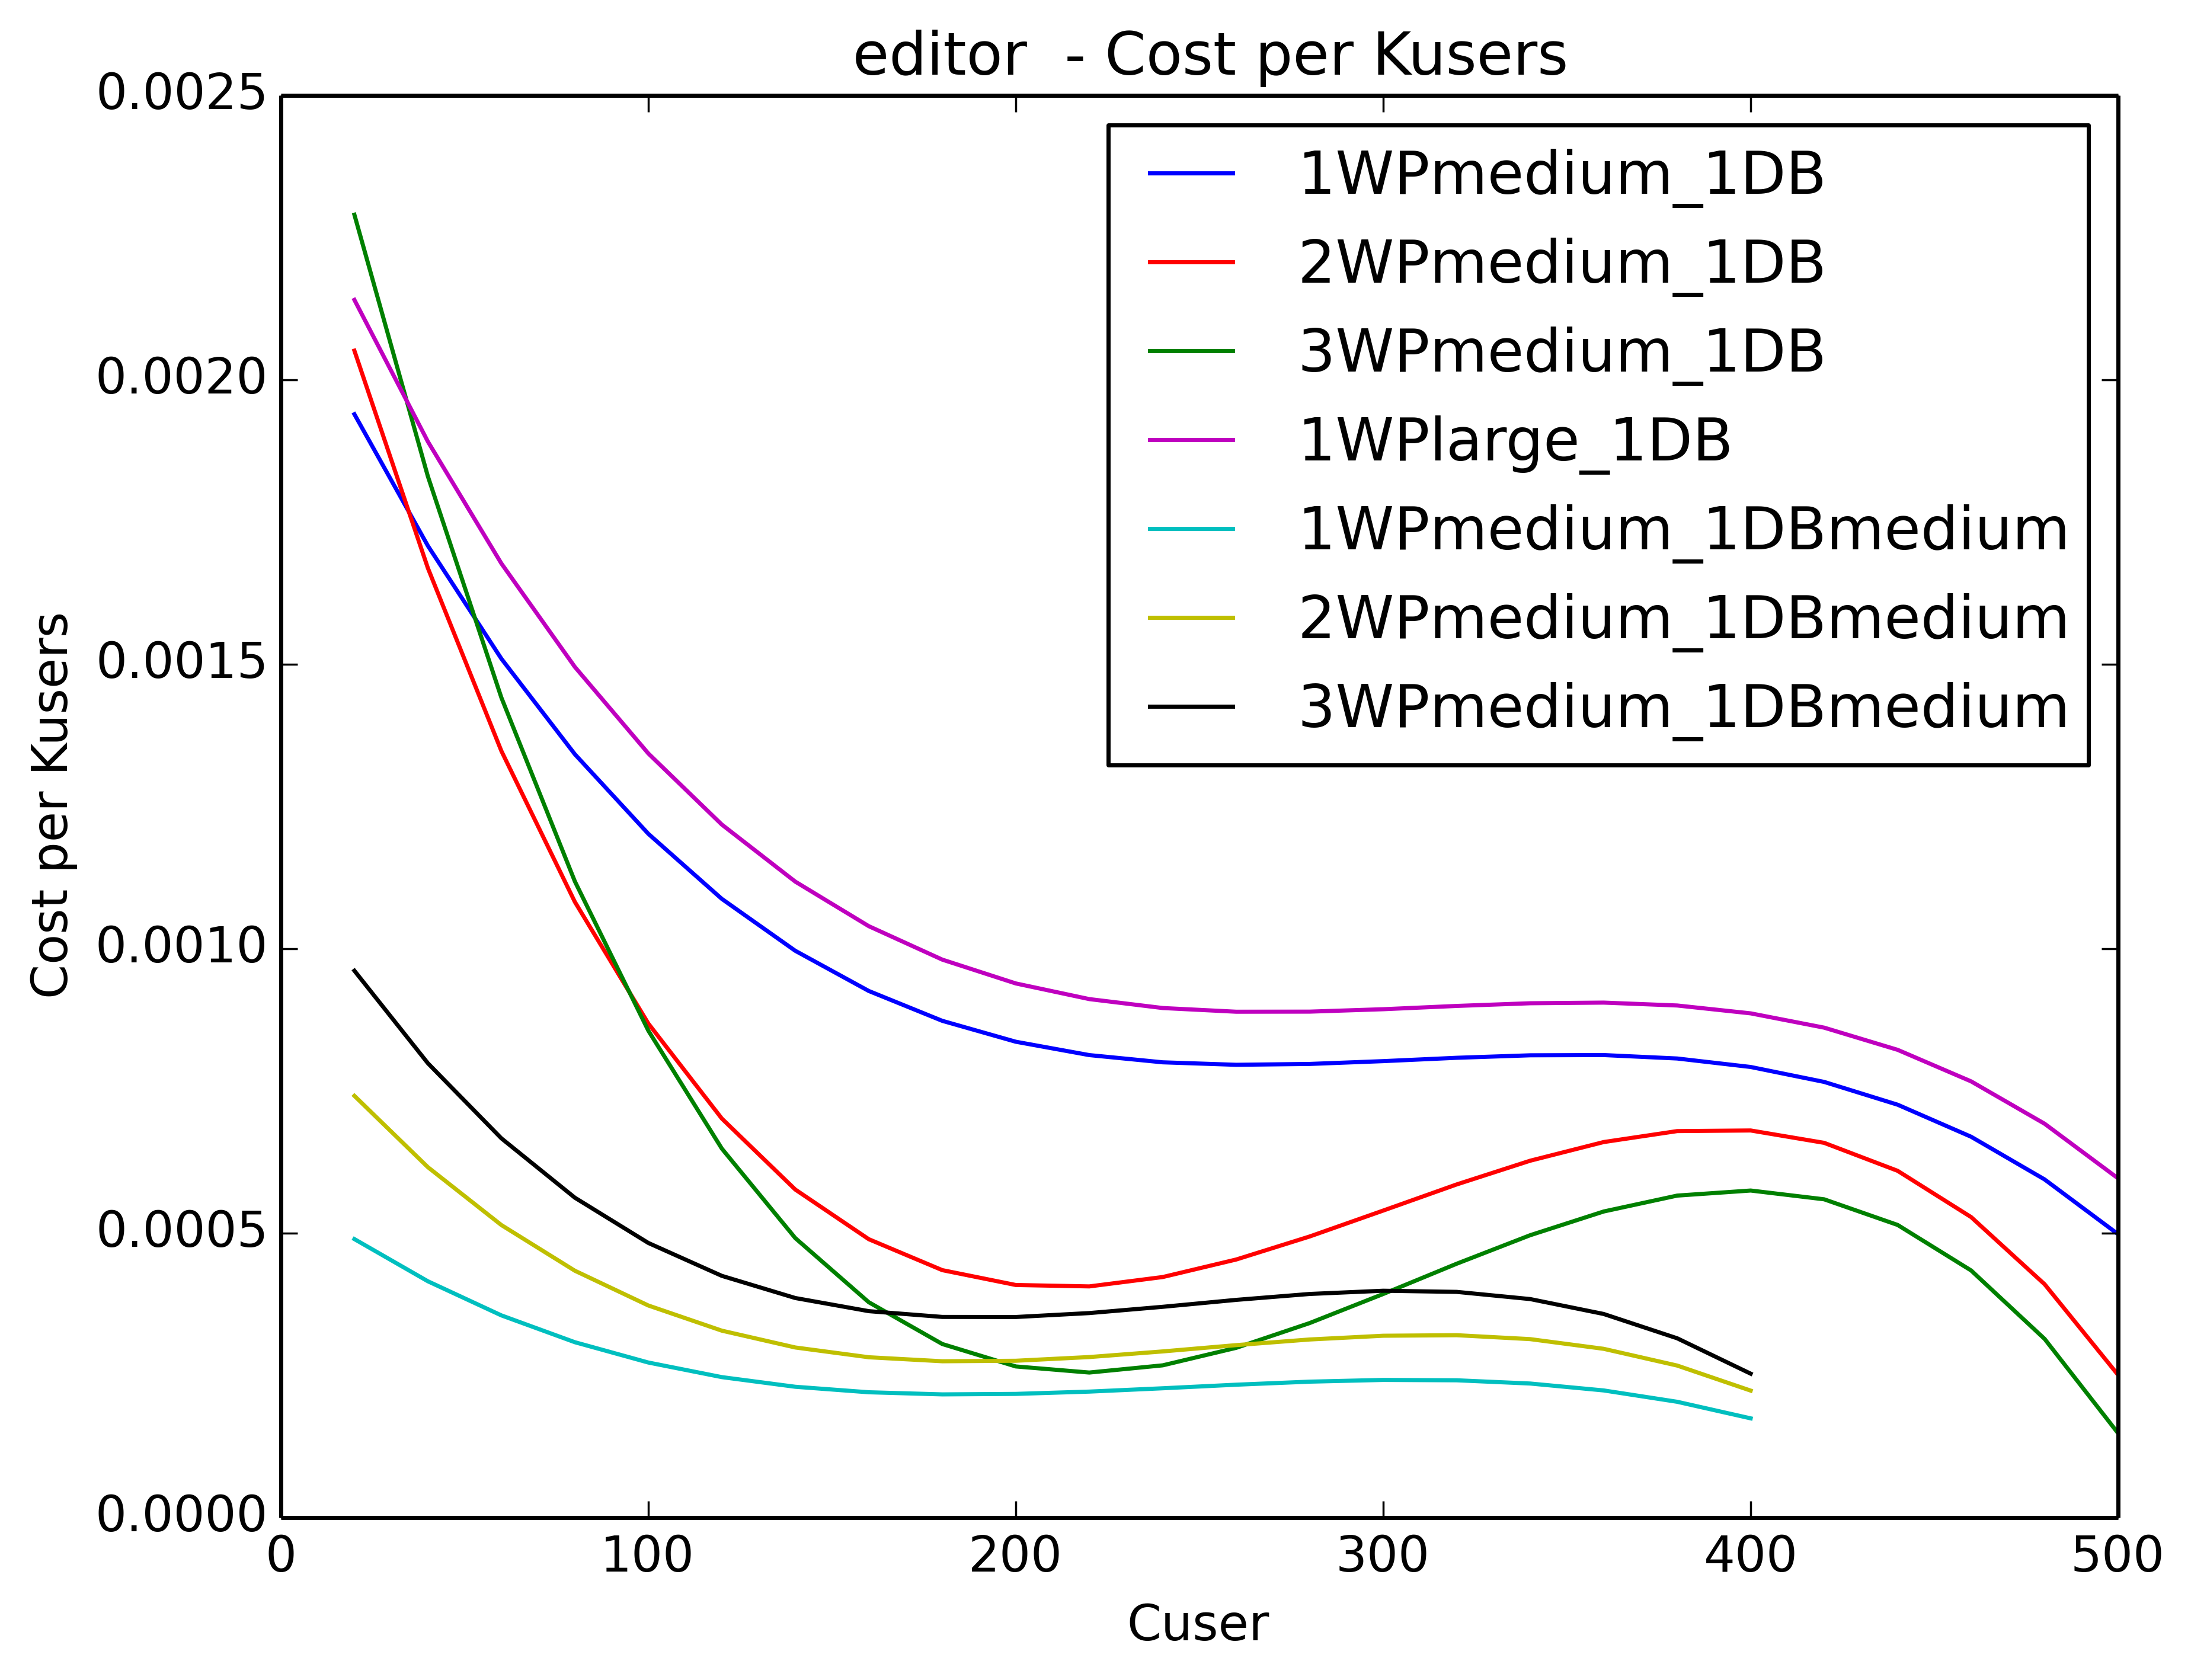 editor  - Cost per Kusers
0.0025
0.0020
0.0015
0.0010
0.0005
0.0000
Cost per Kusers
1WPmedium_1DB
2WPmedium_1DB
3WPmedium_1DB
1WPlarge_1DB
1WPmedium_1DBmedium
2WPmedium_1DBmedium
3WPmedium_1DBmedium
0 100 200 300 400 500
Cuser